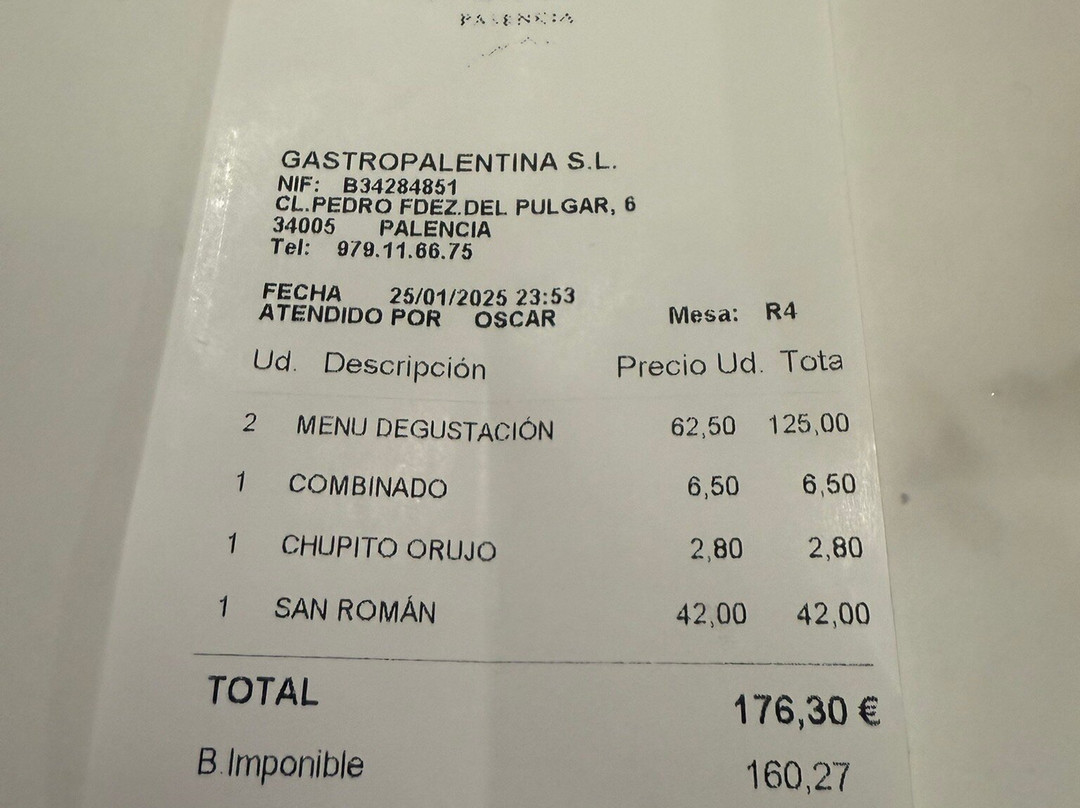 PALENCIA
GASTROPALENTINA S.L.
NIF: B34284851
CL.PEDRO FDEZ.DEL PULGAR, 6
34005 PALENCIA
Tel: 979.11.66.75
FECHA 25/01/2025 23:53
ATENDIDO POR OSCAR Mesa: R4
Ud. Descripción Precio Ud. Tota
2 MENU DEGUSTACIÓN 62,50 125,00
1 COMBINADO 6,50 6,50
1 CHUPITO ORUJO 2,80 2,80
1 SAN ROMÁN 42,00 42,00
TOTAL 176,30 €
B.Imponible 160,27